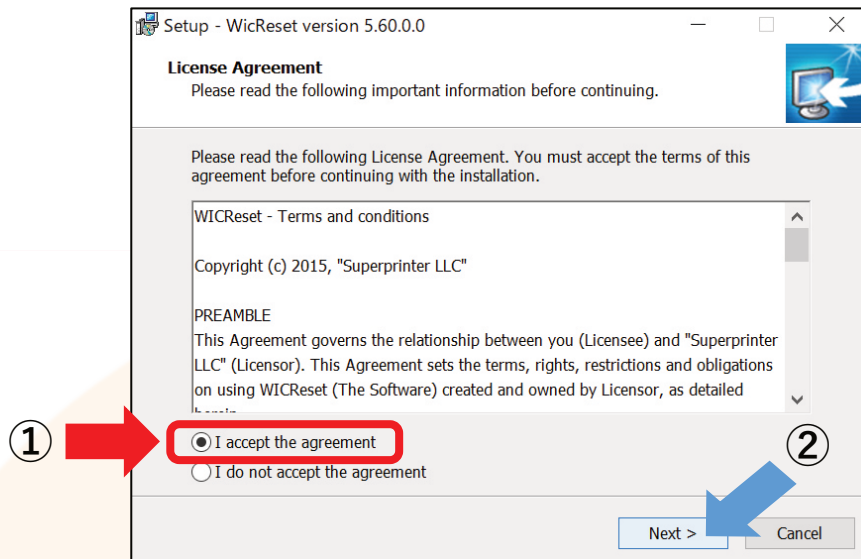 Setup - WicReset version 5.60.0.0
License Agreement
Please read the following important information before continuing.
Please read the following License Agreement. You must accept the terms of this
agreement before continuing with the installation.
WICReset - Terms and conditions
Copyright (c) 2015, "Superprinter LLC"
PREAMBLE
This Agreement governs the relationship between you (Licensee) and "Superprinter
LLC" (Licensor). This Agreement sets the terms, rights, restrictions and obligations
on using WICReset (The Software) created and owned by Licensor, as detailed
① I accept the agreement
I do not accept the agreement
②
Next > Cancel